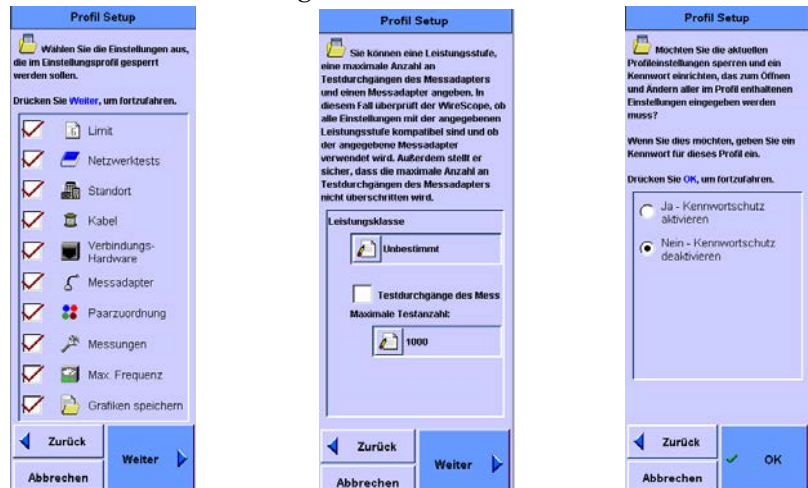 Profil Setup
Wählen Sie die Einstellungen aus,
die im Einstellungsprofil gesperrt
werden sollen.
Drücken Sie Weiter, um fortzufahren.
Limit
Netzwerktests
Standort
Kabel
Verbindungs-
Hardware
Messadapter
Paarzuordnung
Messungen
Max. Frequenz
Grafiken speichern
Zurück
Weiter
Abbrechen
Profil Setup
Sie können eine Leistungsstufe,
eine maximale Anzahl an
Testdurchgängen des Messadapters
und einen Messadapter angeben. In
diesem Fall überprüft der WireScope, ob
alle Einstellungen mit der angegebenen
Leistungsstufe kompatibel sind und ob
der angegebene Messadapter
verwendet wird. Außerdem stellt er
sicher, dass die maximale Anzahl an
Testdurchgängen des Messadapters
nicht überschritten wird.
Leistungsklasse
Unbestimmt
Testdurchgänge des Mess
Maximale Testanzahl:
1000
Zurück
Weiter
Abbrechen
Profil Setup
Möchten Sie die aktuellen
Profileinstellungen sperren und ein
Kennwort einrichten, das zum Öffnen
und Ändern aller im Profil enthaltenen
Einstellungen eingegeben werden
muss?
Wenn Sie dies möchten, geben Sie ein
Kennwort für dieses Profil ein.
Drücken Sie OK, um fortzufahren.
Ja - Kennwortschutz
aktivieren
Nein - Kennwortschutz
deaktivieren
Zurück
OK
Abbrechen